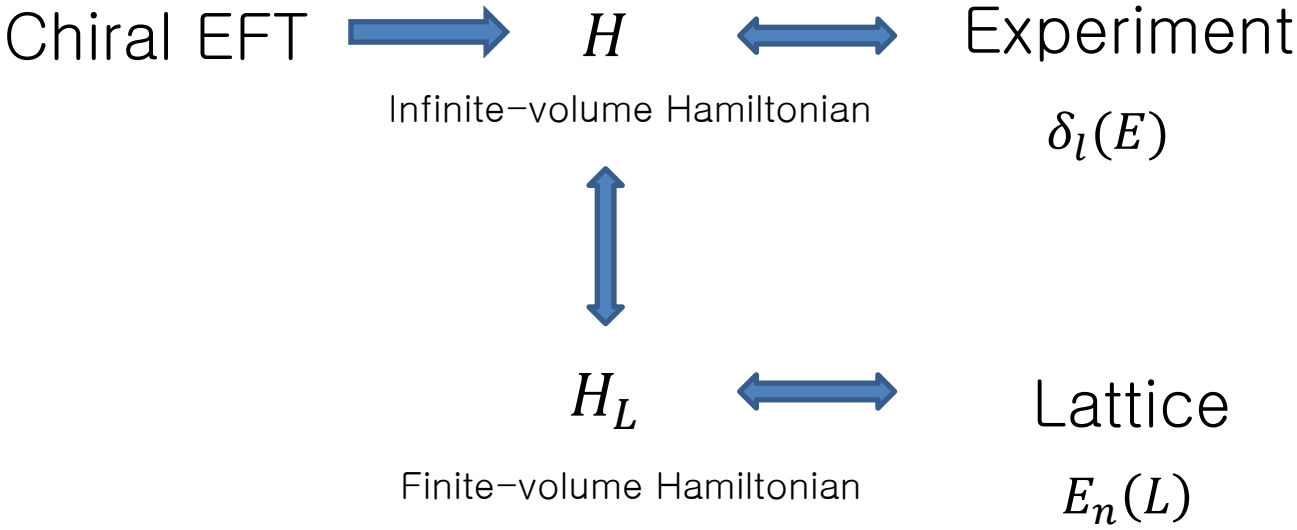 Chiral EFT H Experiment
Infinite-volume Hamiltonian
δ_l(E)
H_L
Lattice
Finite-volume Hamiltonian
E_n(L)